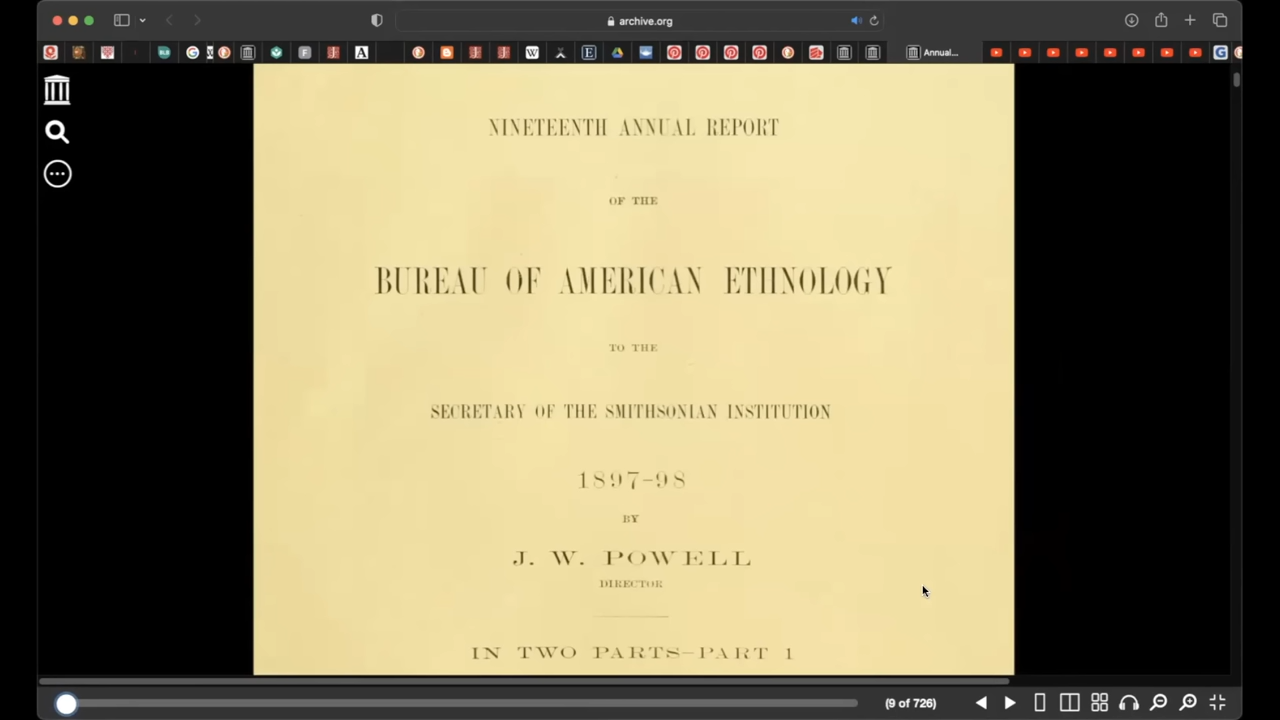 archive.org
Annual...
NINETEENTH ANNUAL REPORT
OF THE
BUREAU OF AMERICAN ETHNOLOGY
TO THE
SECRETARY OF THE SMITHSONIAN INSTITUTION
1897-98
BY
J. W. POWELL
DIRECTOR
IN TWO PARTS-PART 1
(9 of 726)